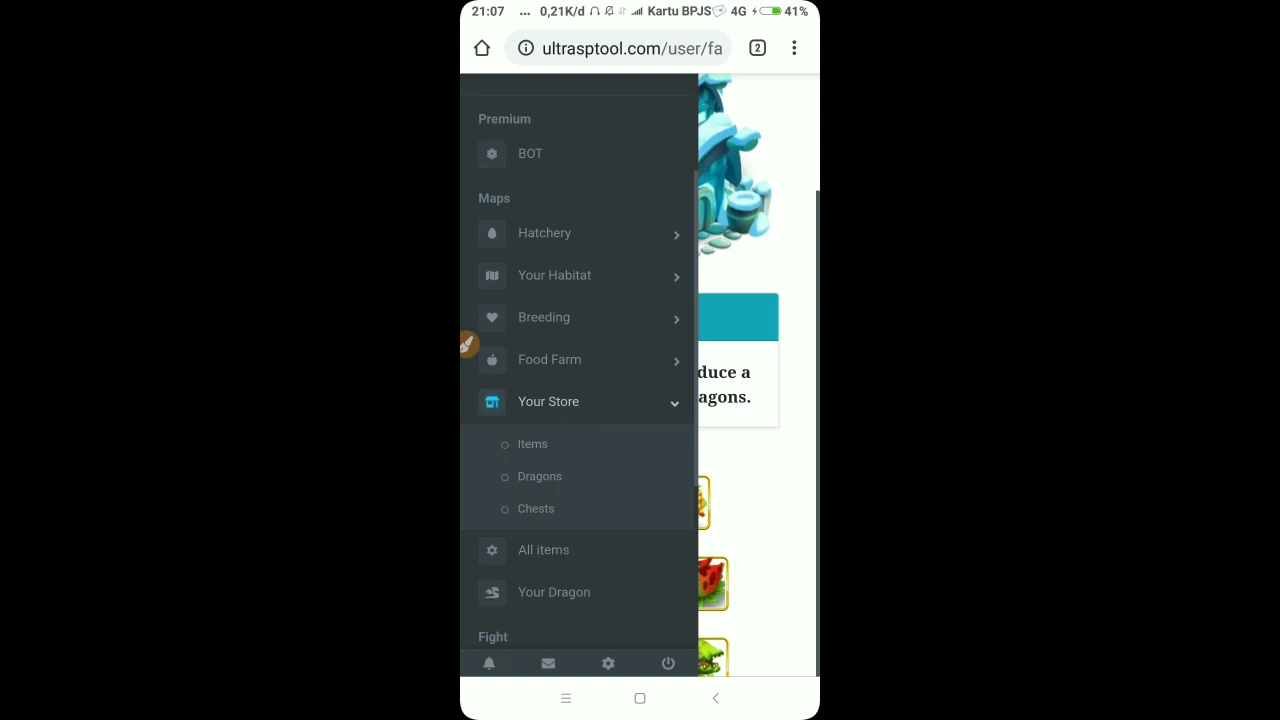 21:07 ... 0,21K/d Kartu BPJS 4G 41%
ultrasptool.com/user/fa 2
Premium
BOT
Maps
Hatchery
Your Habitat
Breeding
duce a
Food Farm
agons.
Your Store
Items
Dragons
Chests
All items
Your Dragon
Fight